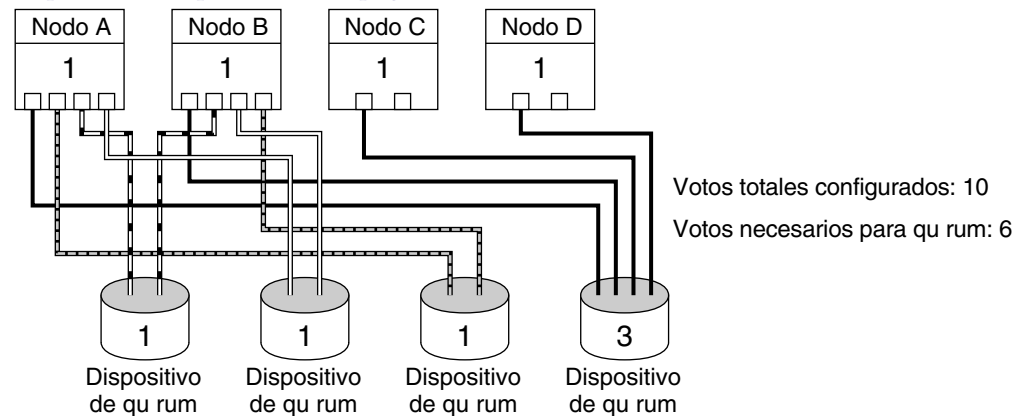 Nodo A
Nodo B
Nodo C
Nodo D
1
1
1
1
Votos totales configurados: 10
Votos necesarios para qu rum: 6
1
1
1
3
Dispositivo
de qu rum
Dispositivo
de qu rum
Dispositivo
de qu rum
Dispositivo
de qu rum